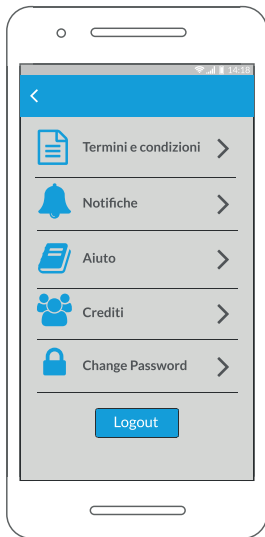 14.18
Termini e condizioni
Notifiche
Aiuto
Crediti
Change Password
Logout